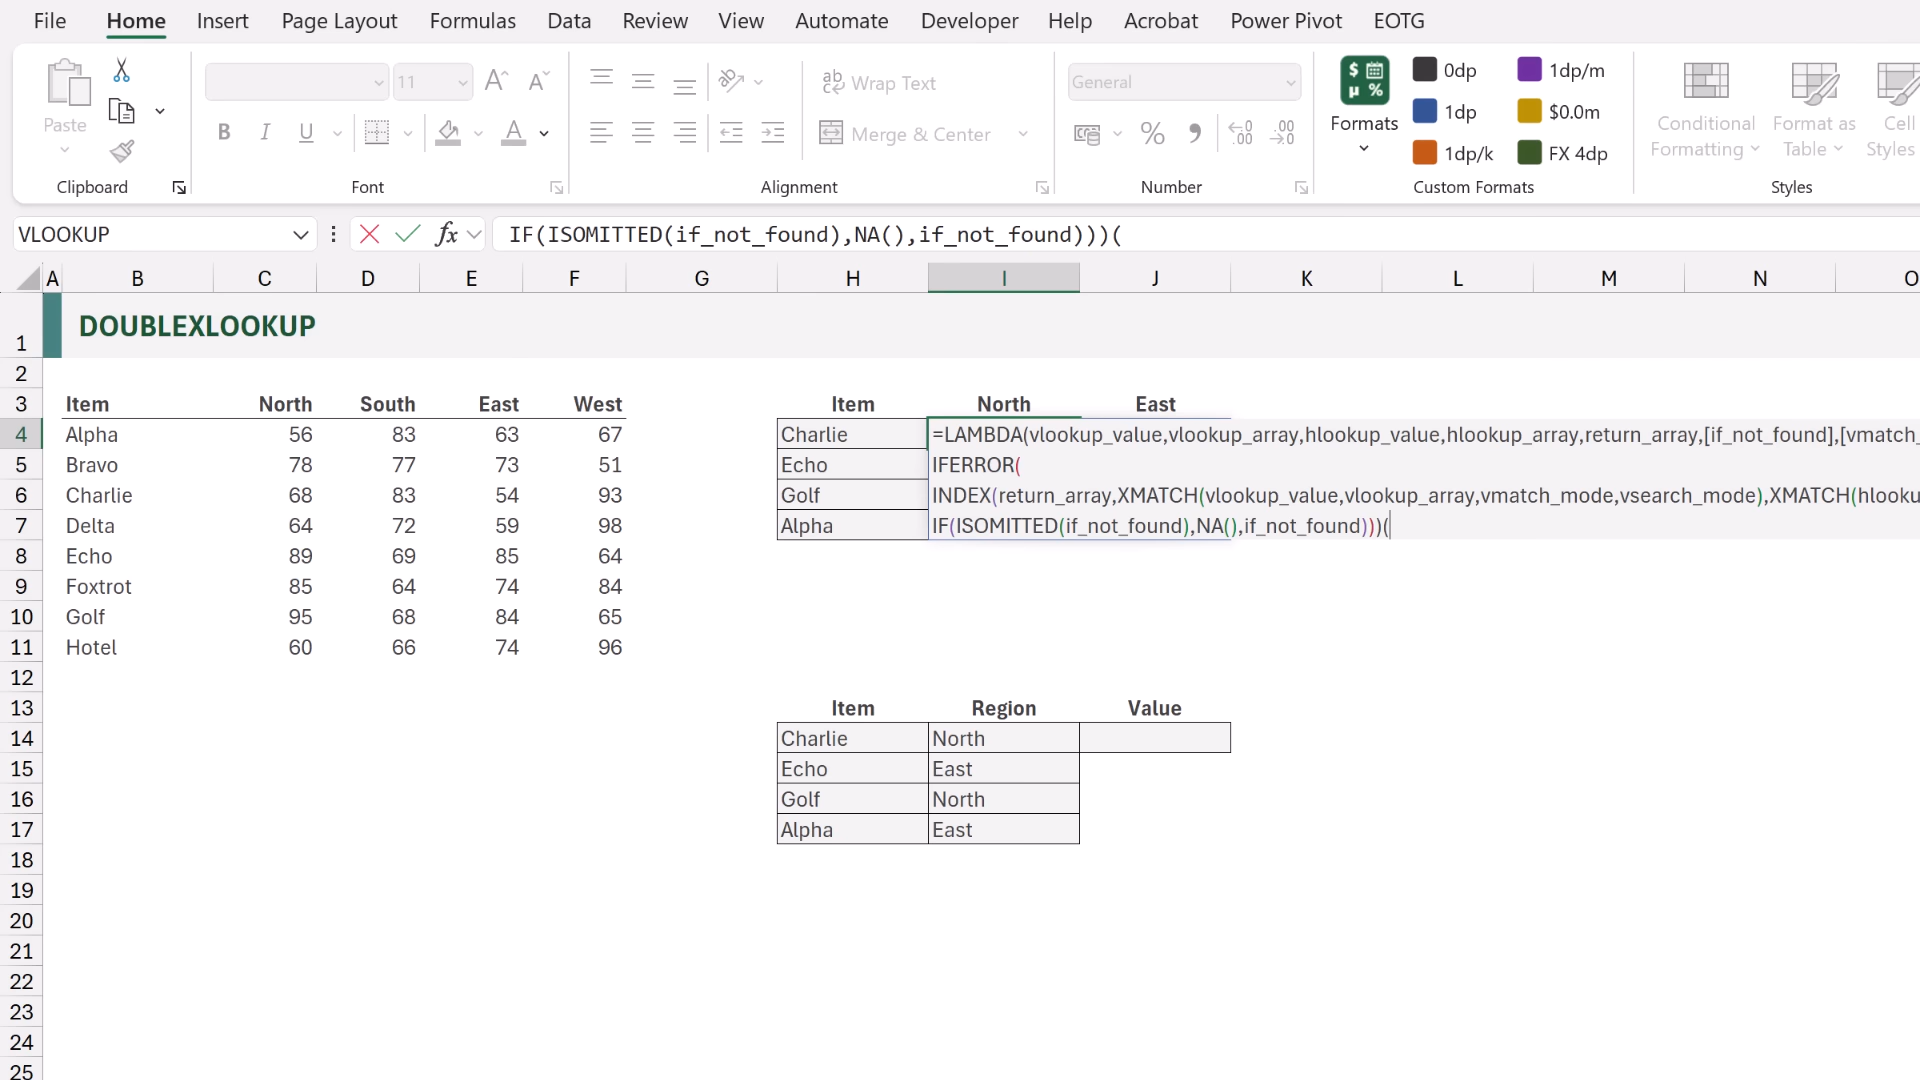 File Home Insert Page Layout Formulas Data Review View Automate Developer Help Acrobat Power Pivot EOTG
Paste
Clipboard
11
B I U
Font
ab Wrap Text
Merge & Center
Alignment
General
% 
Number
Formats
0dp 1dp/m
1dp $0.0m
1dp/k FX 4dp
Custom Formats
Conditional Formatting
Format as Table
Cell Styles
Styles
VLOOKUP fx IF(ISOMITTED(if_not_found),NA(),if_not_found)))(
A B C D E F G H I J K L M N O
1 DOUBLEXLOOKUP
2
3 Item North South East West Item North East
4 Alpha 56 83 63 67 Charlie =LAMBDA(vlookup_value,vlookup_array,hlookup_value,hlookup_array,return_array,[if_not_found],[vmatch_
5 Bravo 78 77 73 51 Echo IFERROR(
6 Charlie 68 83 54 93 Golf INDEX(return_array,XMATCH(vlookup_value,vlookup_array,vmatch_mode,vsearch_mode),XMATCH(hlooku
7 Delta 64 72 59 98 Alpha IF(ISOMITTED(if_not_found),NA(),if_not_found)))(
8 Echo 89 69 85 64
9 Foxtrot 85 64 74 84
10 Golf 95 68 84 65
11 Hotel 60 66 74 96
12
13 Item Region Value
14 Charlie North
15 Echo East
16 Golf North
17 Alpha East
18
19
20
21
22
23
24
25